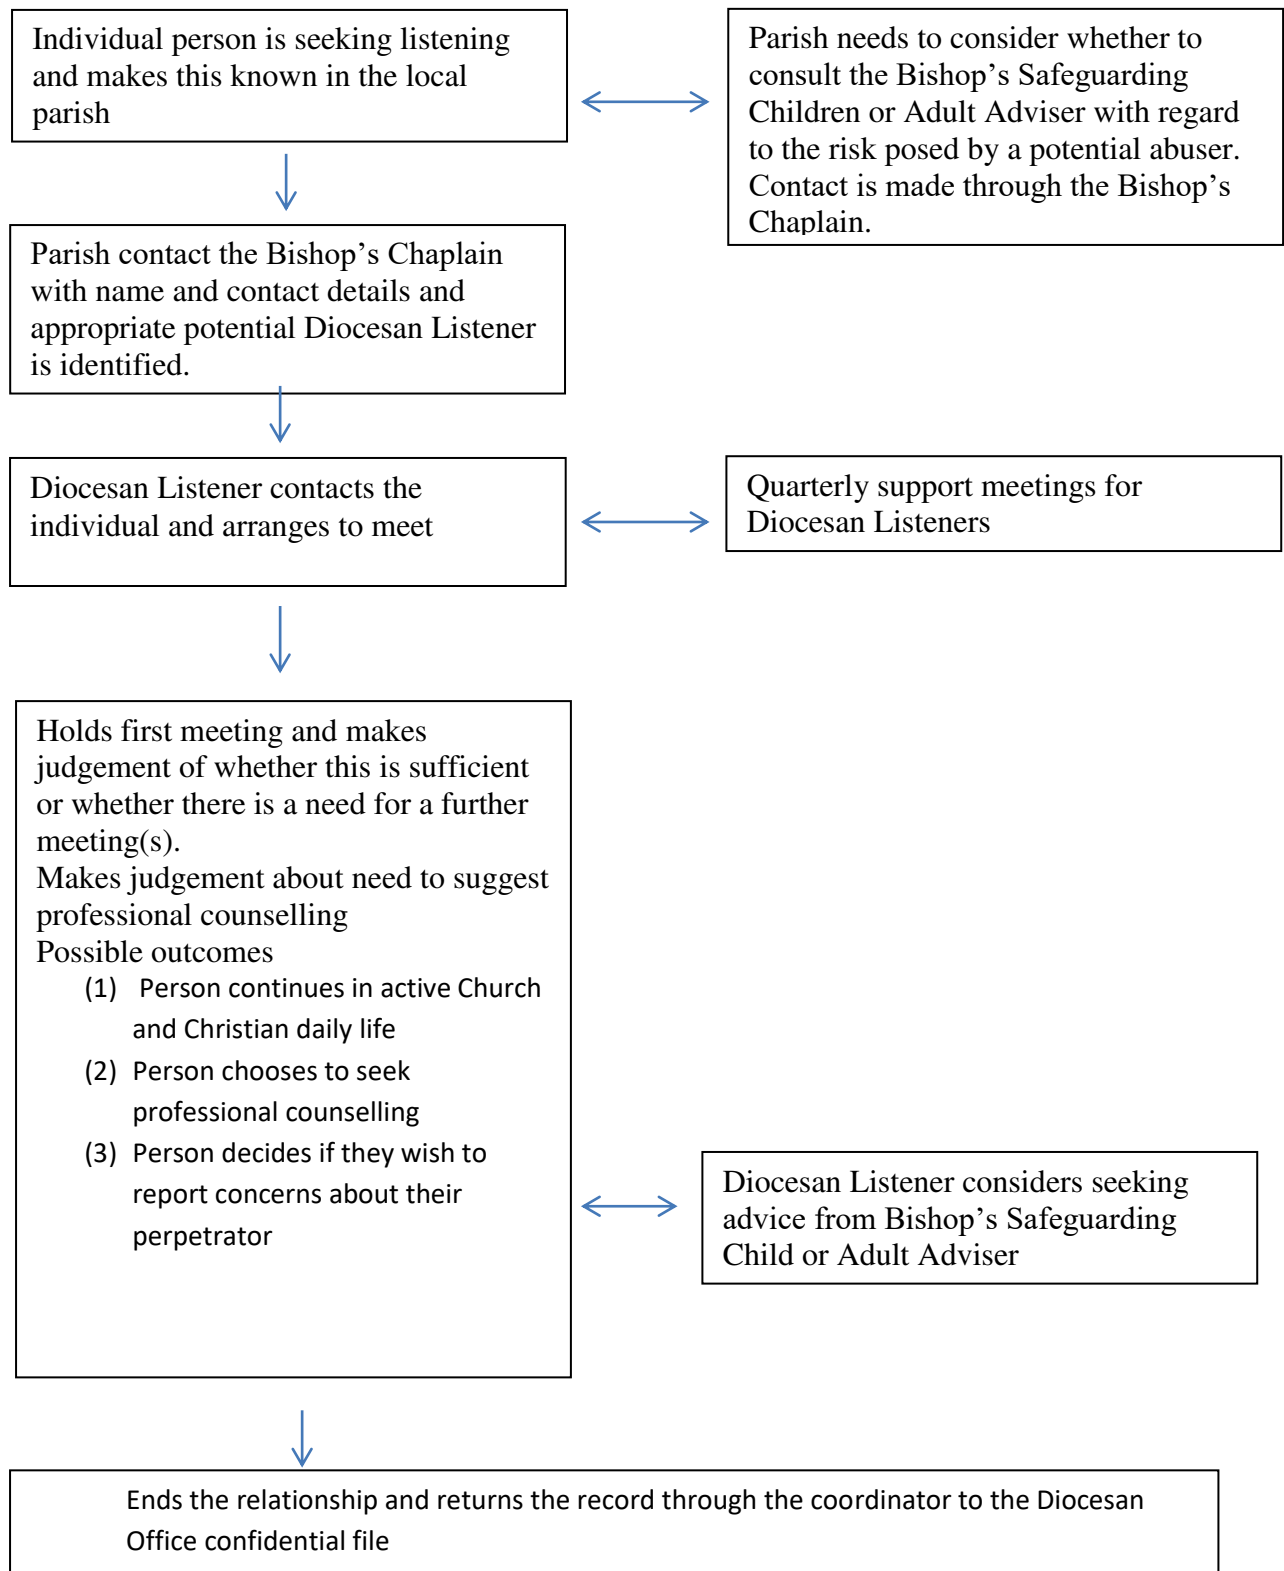 Individual person is seeking listening
and makes this known in the local
parish
Parish needs to consider whether to
consult the Bishop’s Safeguarding
Children or Adult Adviser with regard
to the risk posed by a potential abuser.
Contact is made through the Bishop’s
Chaplain.
Parish contact the Bishop’s Chaplain
with name and contact details and
appropriate potential Diocesan Listener
is identified.
Diocesan Listener contacts the
individual and arranges to meet
Quarterly support meetings for
Diocesan Listeners
Holds first meeting and makes
judgement of whether this is sufficient
or whether there is a need for a further
meeting(s).
Makes judgement about need to suggest
professional counselling
Possible outcomes
(1) Person continues in active Church
and Christian daily life
(2) Person chooses to seek
professional counselling
(3) Person decides if they wish to
report concerns about their
perpetrator
Diocesan Listener considers seeking
advice from Bishop’s Safeguarding
Child or Adult Adviser
Ends the relationship and returns the record through the coordinator to the Diocesan
Office confidential file